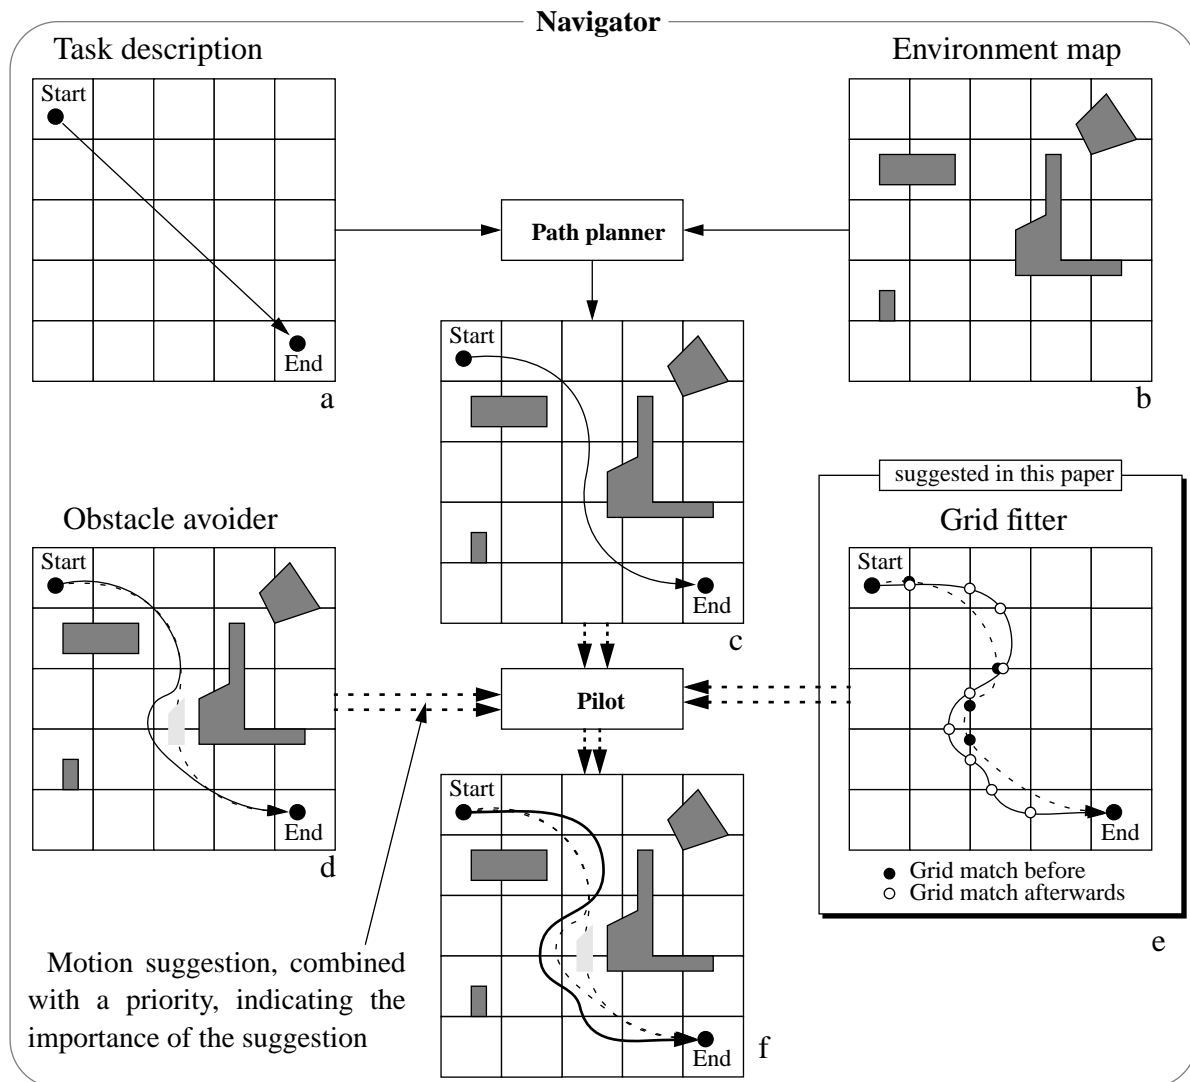 Navigator
Task description
Environment map
Start
End
a
b
Path planner
Start
End
c
suggested in this paper
Obstacle avoider
Grid fitter
Start
End
d
Start
End
Grid match before
Grid match afterwards
e
Pilot
Start
End
f
Motion suggestion, combined
with a priority, indicating the
importance of the suggestion